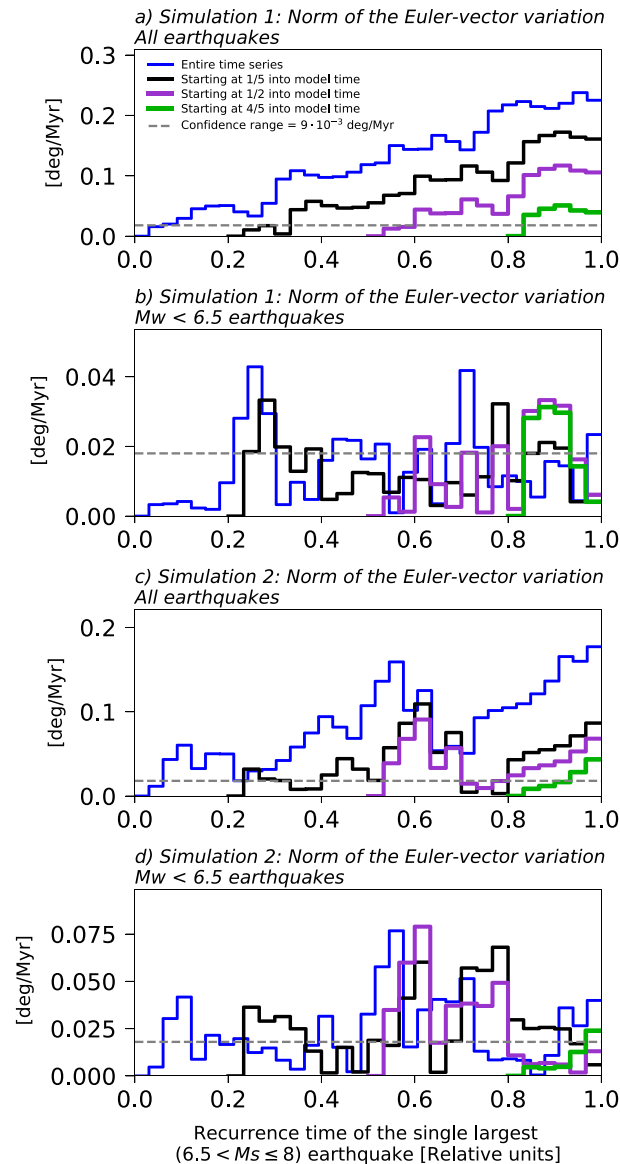 a) Simulation 1: Norm of the Euler-vector variation
All earthquakes
0.3
0.2
0.1
0.0
[deg/Myr]
Entire time series
Starting at 1/5 into model time
Starting at 1/2 into model time
Starting at 4/5 into model time
Confidence range = 9 · 10⁻³ deg/Myr
0.0 0.2 0.4 0.6 0.8 1.0
b) Simulation 1: Norm of the Euler-vector variation
Mw < 6.5 earthquakes
0.04
0.02
0.00
[deg/Myr]
0.0 0.2 0.4 0.6 0.8 1.0
c) Simulation 2: Norm of the Euler-vector variation
All earthquakes
0.2
0.1
0.0
[deg/Myr]
0.0 0.2 0.4 0.6 0.8 1.0
d) Simulation 2: Norm of the Euler-vector variation
Mw < 6.5 earthquakes
0.075
0.050
0.025
0.000
[deg/Myr]
0.0 0.2 0.4 0.6 0.8 1.0
Recurrence time of the single largest
(6.5 < Ms ≤ 8) earthquake [Relative units]